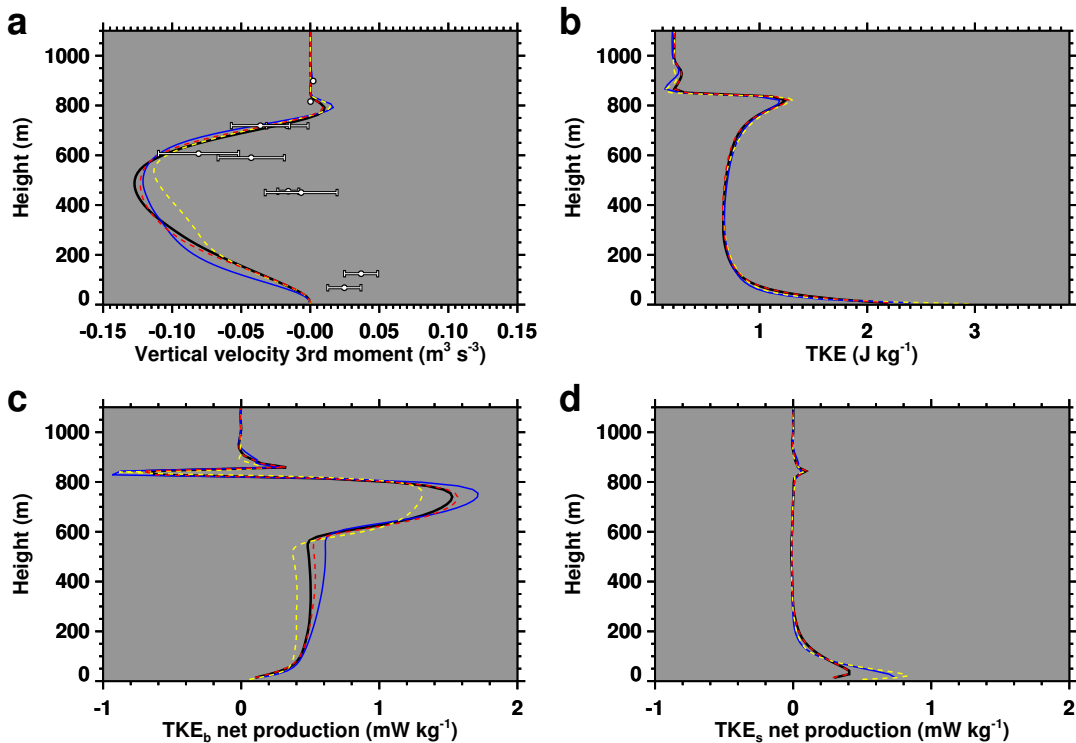 a
b
1000
800
600
400
200
0
Height (m)
-0.15 -0.10 -0.05 -0.00 0.05 0.10 0.15
Vertical velocity 3rd moment (m³ s⁻³)
1000
800
600
400
200
0
Height (m)
1 2 3
TKE (J kg⁻¹)
c
d
1000
800
600
400
200
0
Height (m)
-1 0 1 2
TKE_b net production (mW kg⁻¹)
1000
800
600
400
200
0
Height (m)
-1 0 1 2
TKE_s net production (mW kg⁻¹)